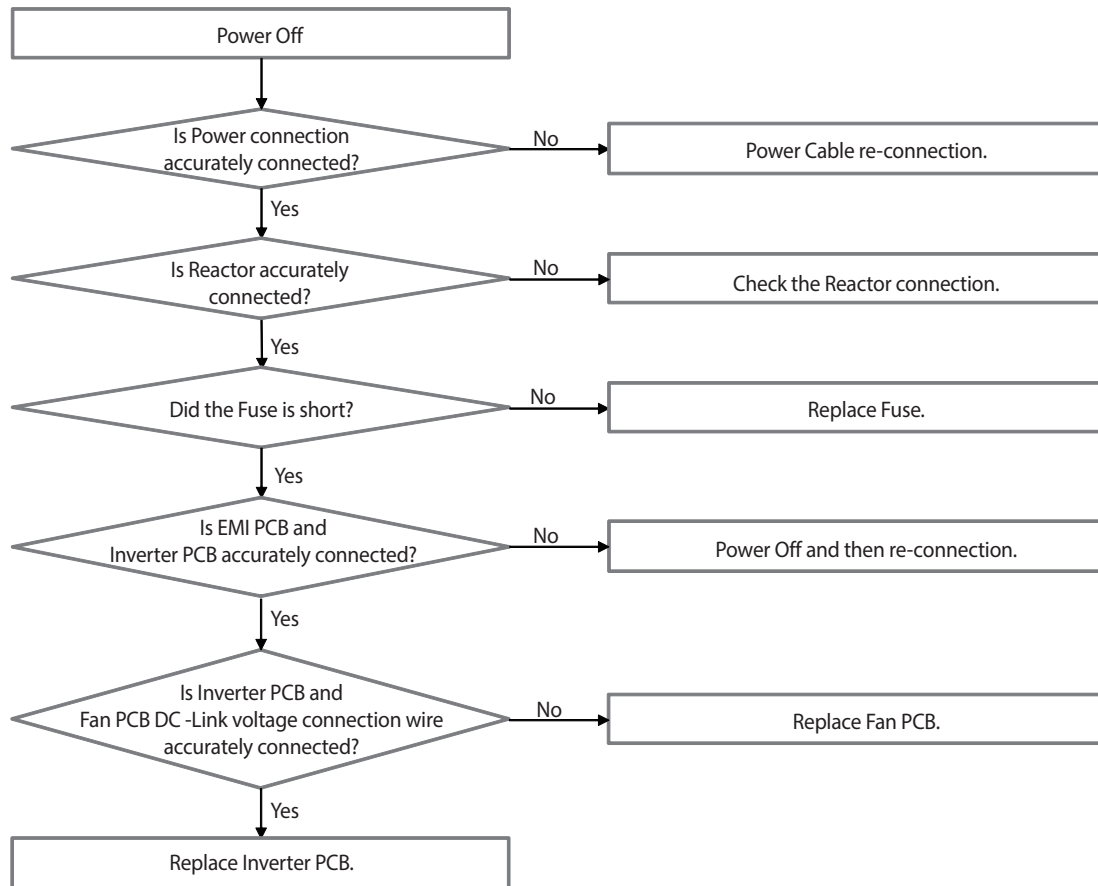 Power Off
Is Power connection
accurately connected?
No
Power Cable re-connection.
Yes
Is Reactor accurately
connected?
No
Check the Reactor connection.
Yes
Did the Fuse is short?
No
Replace Fuse.
Yes
Is EMI PCB and
Inverter PCB accurately connected?
No
Power Off and then re-connection.
Yes
Is Inverter PCB and
Fan PCB DC -Link voltage connection wire
accurately connected?
No
Replace Fan PCB.
Yes
Replace Inverter PCB.